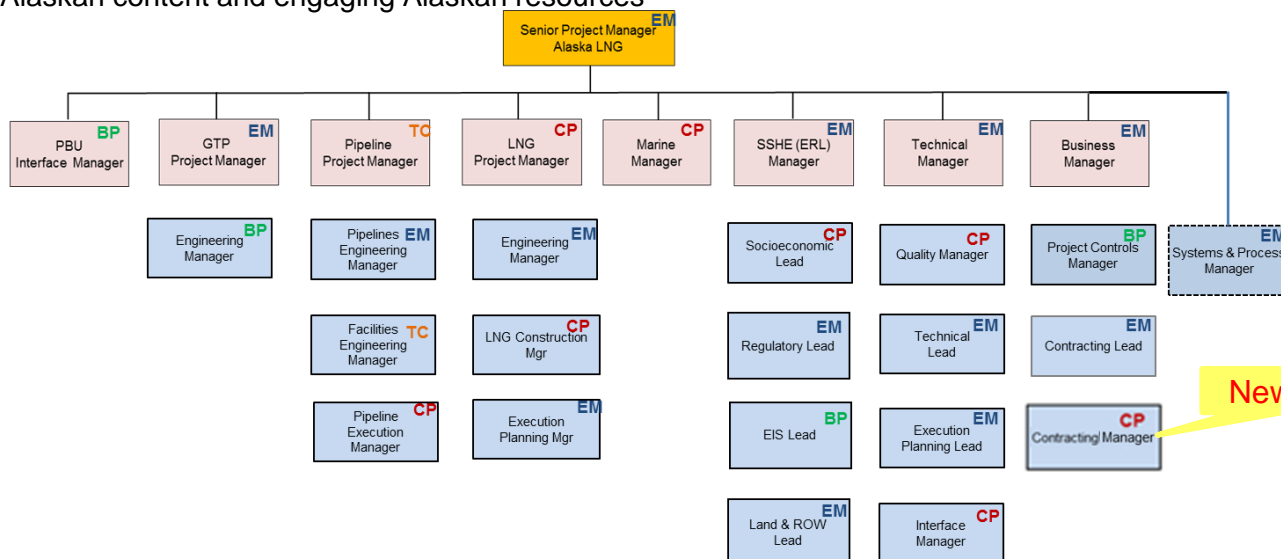 Alaskan content and engaging Alaskan resources
EM
Senior Project Manager
Alaska LNG
BP
PBU
Interface Manager
EM
GTP
Project Manager
TC
Pipeline
Project Manager
CP
LNG
Project Manager
CP
Marine
Manager
EM
SSHE (ERL)
Manager
EM
Technical
Manager
EM
Business
Manager
BP
Engineering
Manager
EM
Pipelines
Engineering
Manager
EM
Engineering
Manager
CP
Socioeconomic
Lead
CP
Quality Manager
BP
Project Controls
Manager
EM
Systems & Process
Manager
TC
Facilities
Engineering
Manager
CP
LNG Construction
Mgr
EM
Regulatory Lead
EM
Technical
Lead
EM
Contracting Lead
New
CP
Pipeline
Execution
Manager
EM
Execution
Planning Mgr
BP
EIS Lead
EM
Execution
Planning Lead
CP
Contracting Manager
EM
Land & ROW
Lead
CP
Interface
Manager